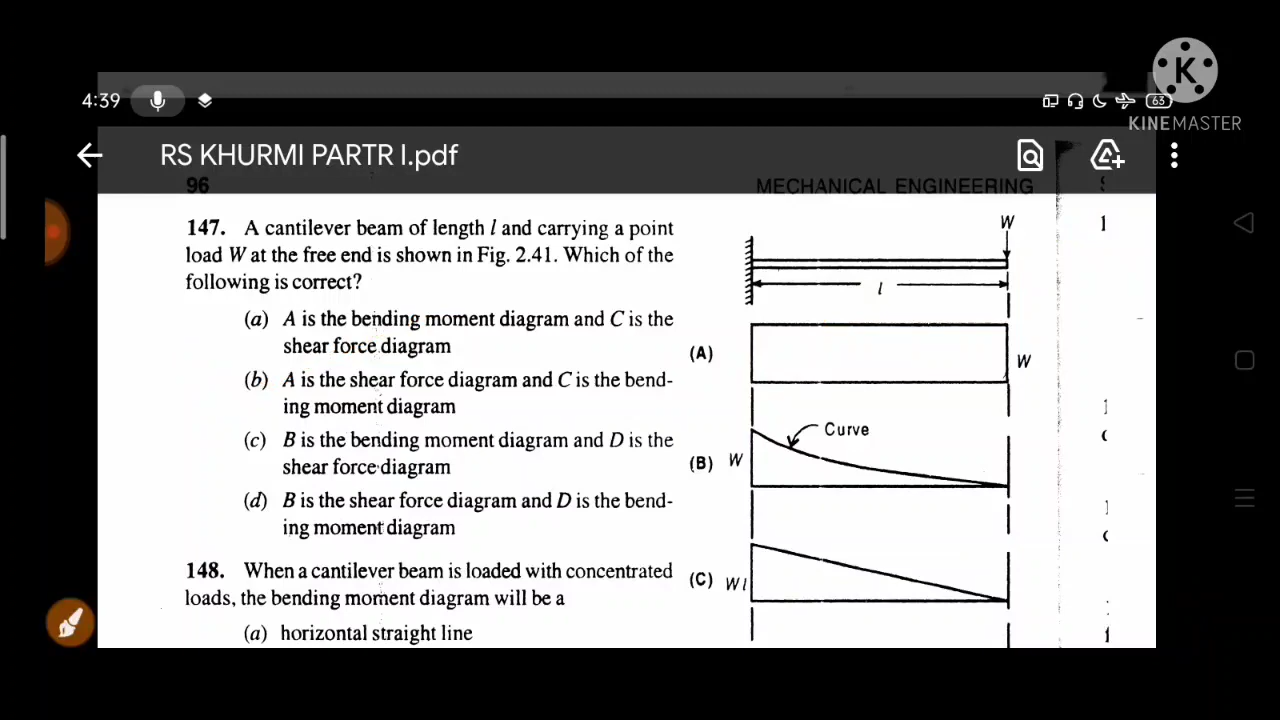 4:39
63
KINEMASTER
RS KHURMI PARTR I.pdf
96
MECHANICAL ENGINEERING
147. A cantilever beam of length l and carrying a point
load W at the free end is shown in Fig. 2.41. Which of the
following is correct?
(a) A is the bending moment diagram and C is the
shear force diagram
(b) A is the shear force diagram and C is the bend-
ing moment diagram
(c) B is the bending moment diagram and D is the
shear force diagram
(d) B is the shear force diagram and D is the bend-
ing moment diagram
148. When a cantilever beam is loaded with concentrated
loads, the bending moment diagram will be a
(a) horizontal straight line
W
l
(A)
W
Curve
(B) W
(C) Wl